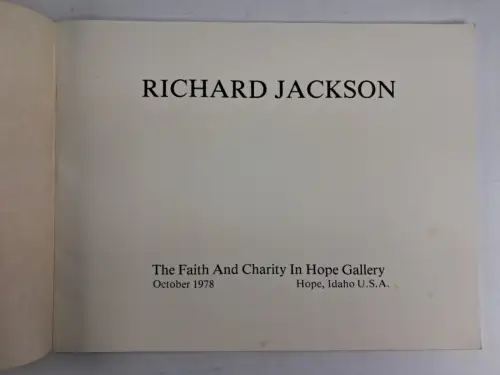 RICHARD JACKSON
The Faith And Charity In Hope Gallery
October 1978 Hope, Idaho U.S.A.